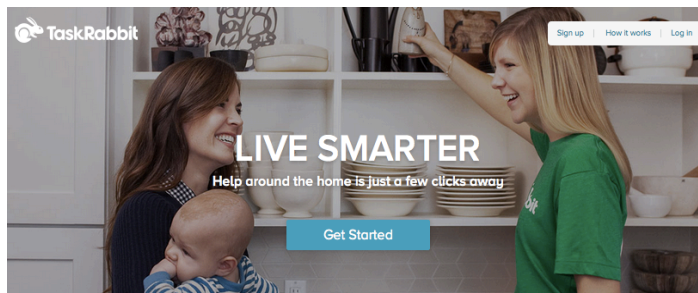 TaskRabbit
Sign up | How it works | Log in
LIVE SMARTER
Help around the home is just a few clicks away
Get Started